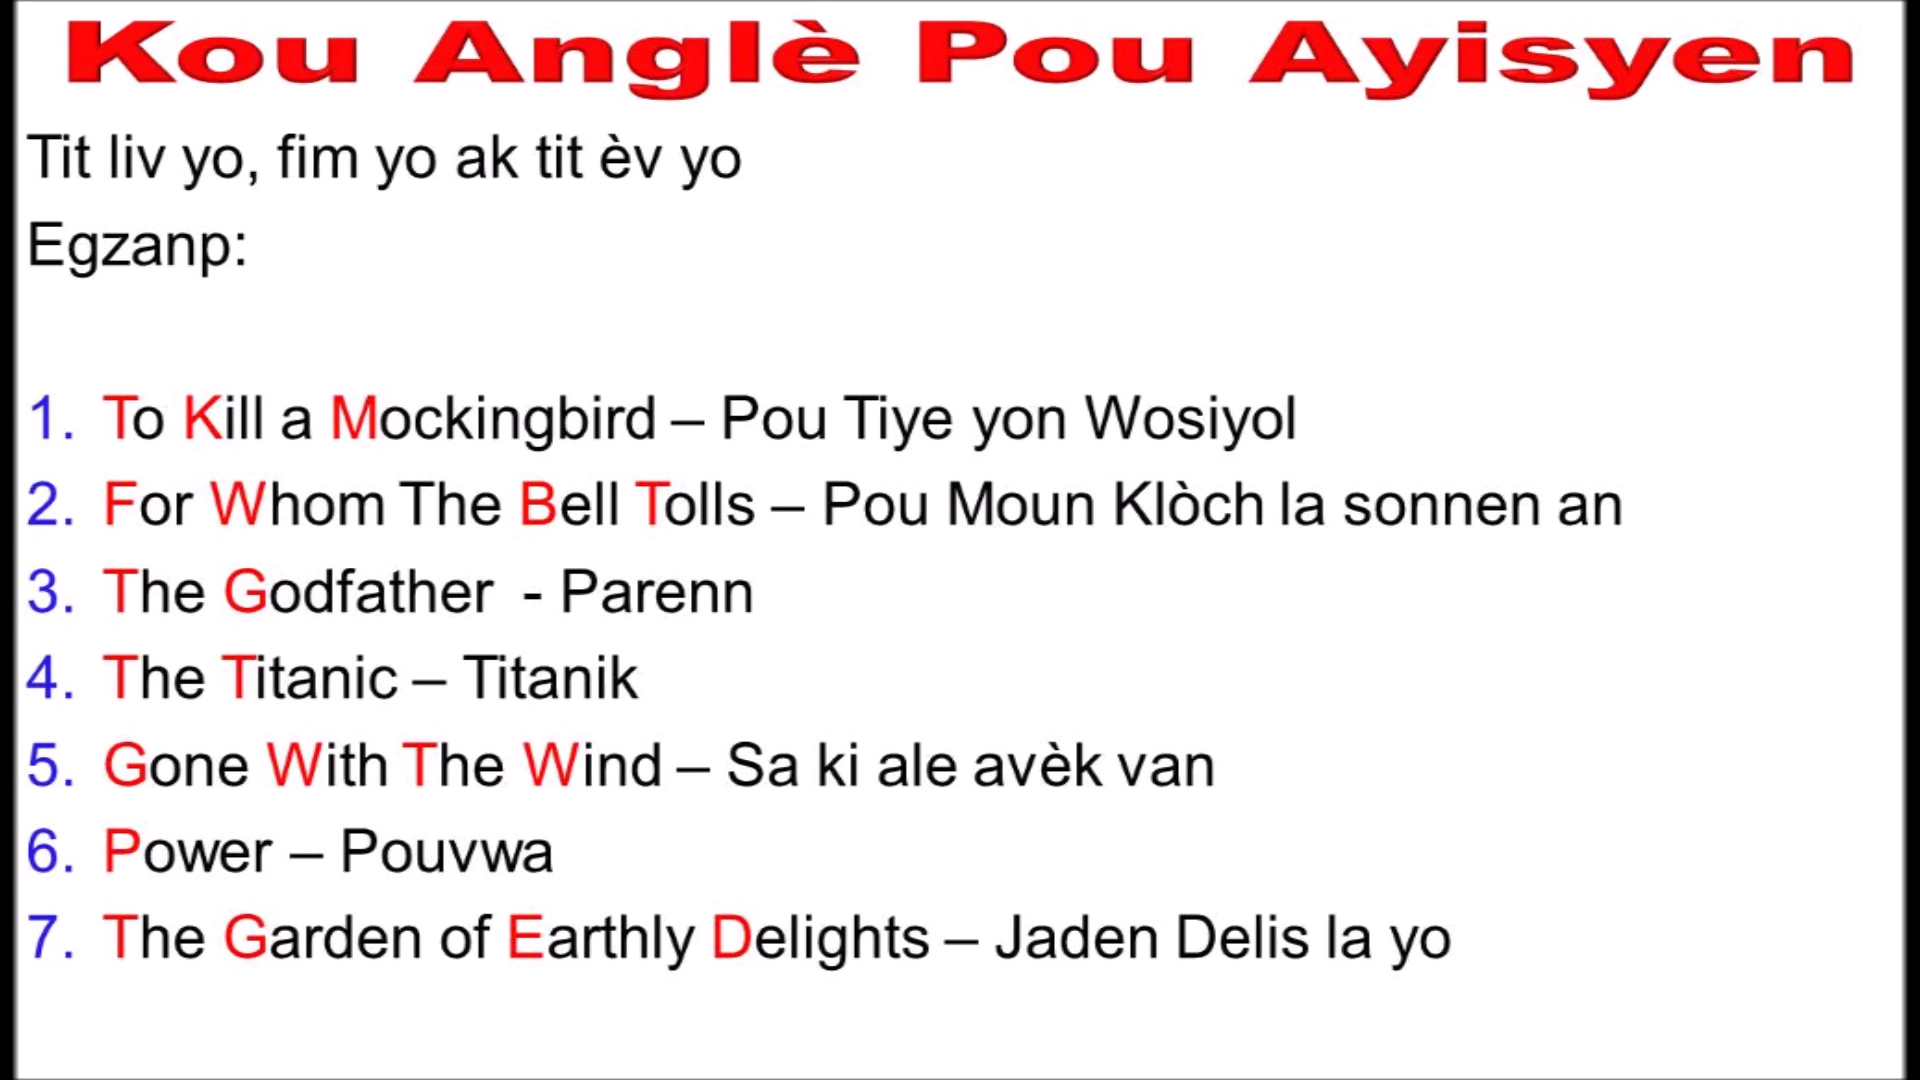 Kou Anglè Pou Ayisyen
Tit liv yo, fim yo ak tit èv yo
Egzanp:
1. To Kill a Mockingbird – Pou Tiye yon Wosiyol
2. For Whom The Bell Tolls – Pou Moun Klòch la sonnen an
3. The Godfather - Parenn
4. The Titanic – Titanik
5. Gone With The Wind – Sa ki ale avèk van
6. Power – Pouvwa
7. The Garden of Earthly Delights – Jaden Delis la yo